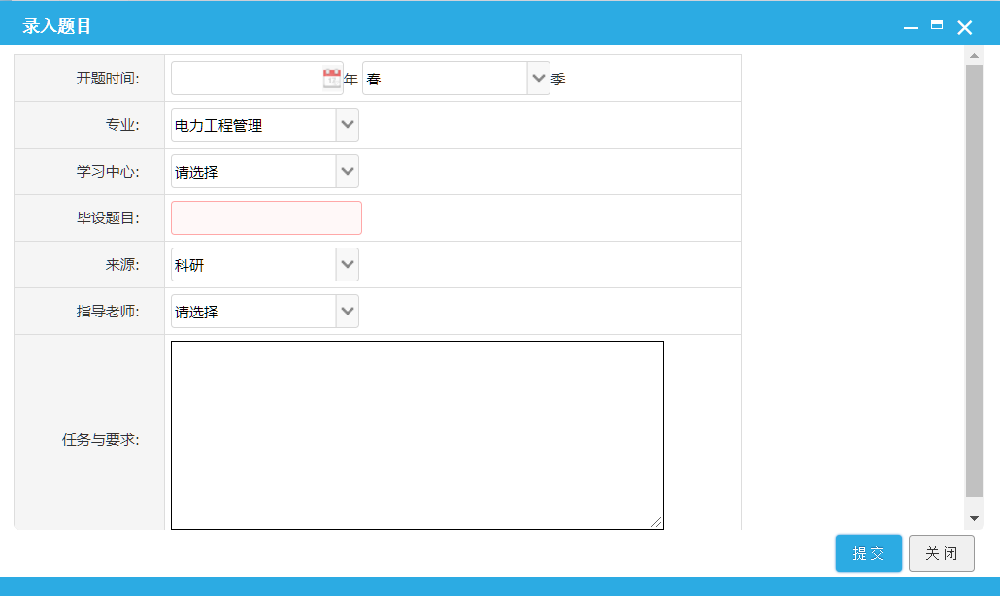 录入题目
开题时间: 年 春 季
专业: 电力工程管理
学习中心: 请选择
毕设题目:
来源: 科研
指导老师: 请选择
任务与要求:
提交 关闭